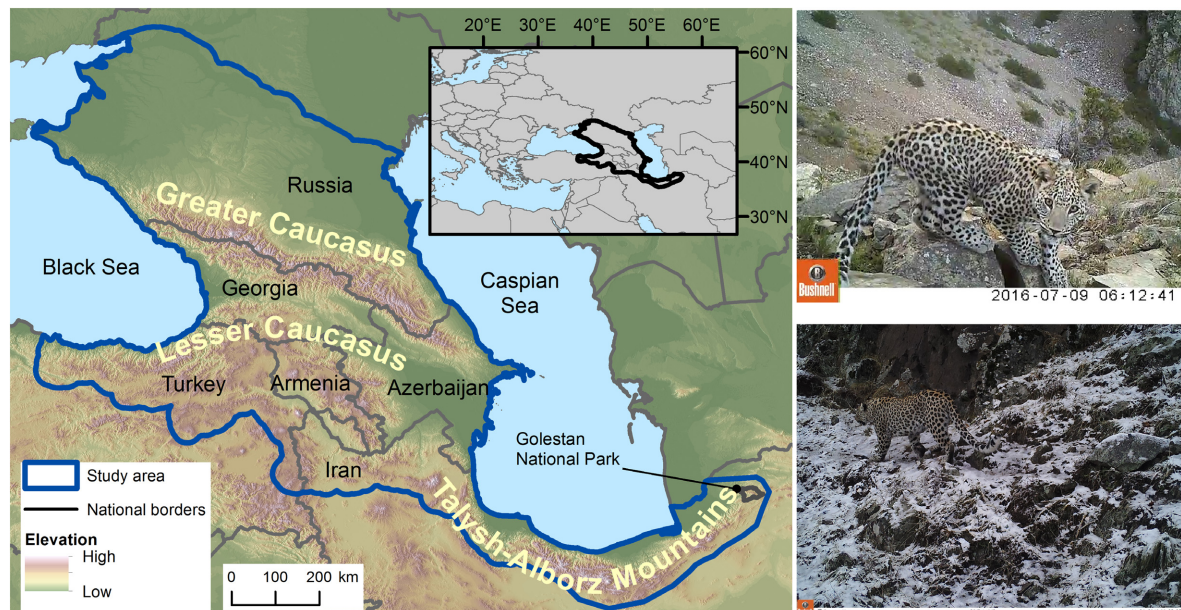 20°E 30°E 40°E 50°E 60°E
60°N
50°N
40°N
30°N
Russia
Greater Caucasus
Black Sea
Caspian
Sea
Georgia
Lesser Caucasus
Turkey
Armenia
Azerbaijan
Golestan
National Park
Iran
Talysh-Alborz Mountains
Study area
National borders
Elevation
High
Low
0 100 200 km
Bushnell
2016-07-09 06:12:41